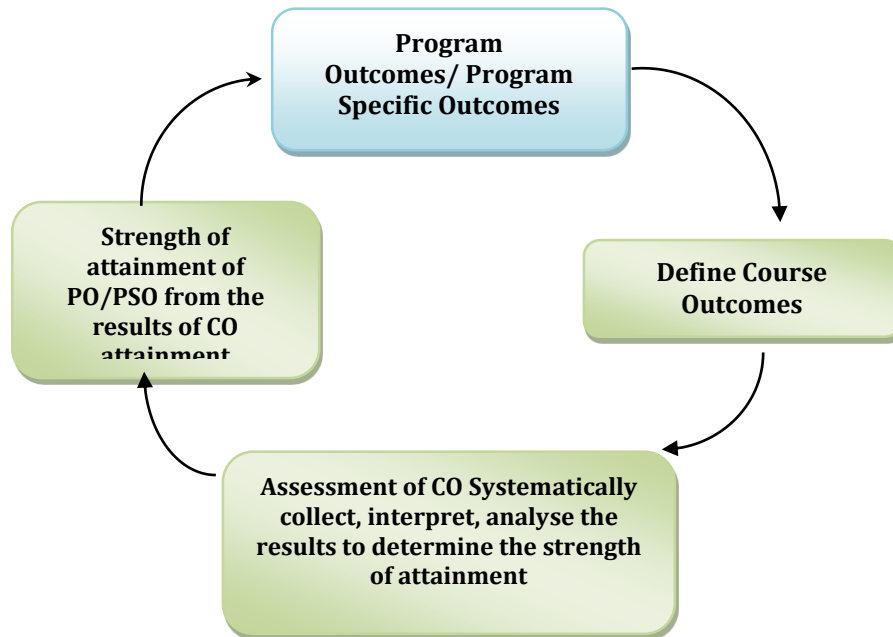 Program
Outcomes/ Program
Specific Outcomes
Define Course
Outcomes
Assessment of CO Systematically
collect, interpret, analyse the
results to determine the strength
of attainment
Strength of
attainment of
PO/PSO from the
results of CO
attainment